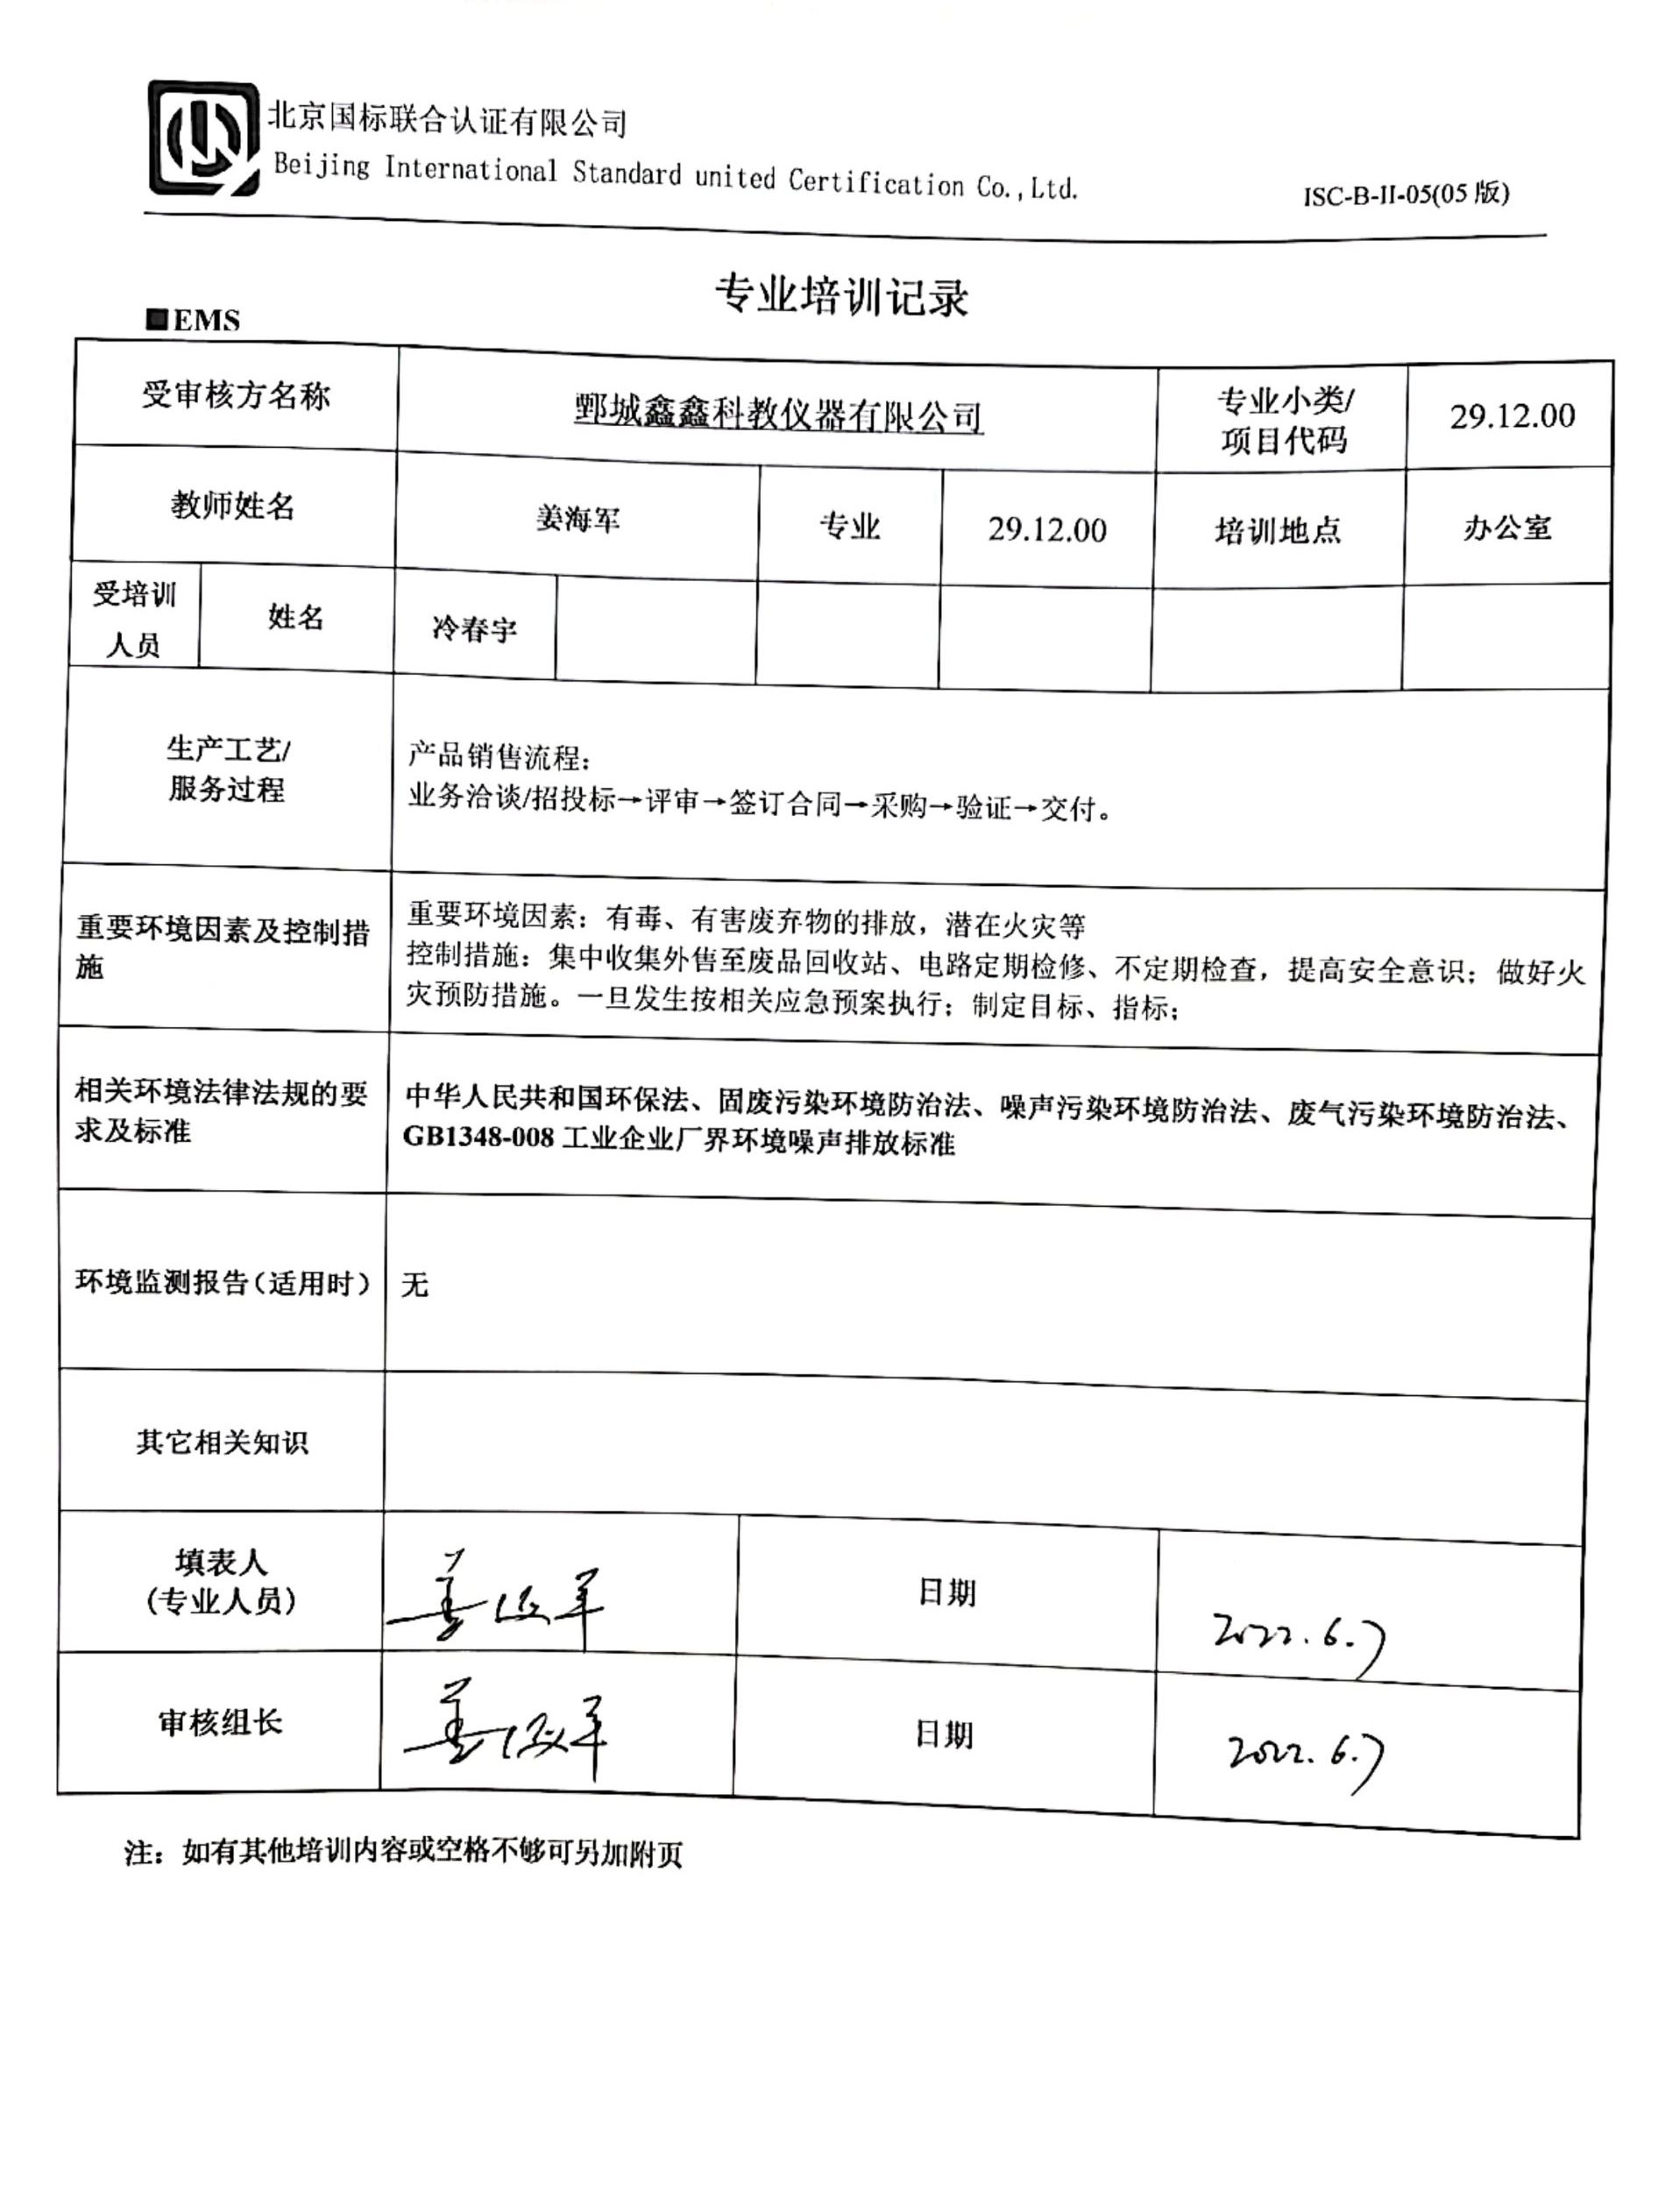 北京国标联合认证有限公司
Beijing International Standard united Certification Co.,Ltd.
ISC-B-II-05(05 版)
专业培训记录
■EMS
受审核方名称
鄄城鑫鑫科教仪器有限公司
专业小类/
项目代码
29.12.00
教师姓名
姜海军
专业
29.12.00
培训地点
办公室
受培训
人员
姓名
冷春宇
生产工艺/
服务过程
产品销售流程：
业务洽谈/招投标→评审→签订合同→采购→验证→交付。
重要环境因素及控制措
施
重要环境因素：有毒、有害废弃物的排放，潜在火灾等
控制措施：集中收集外售至废品回收站、电路定期检修、不定期检查，提高安全意识；做好火
灾预防措施。一旦发生按相关应急预案执行；制定目标、指标；
相关环境法律法规的要
求及标准
中华人民共和国环保法、固废污染环境防治法、噪声污染环境防治法、废气污染环境防治法、
GB1348-008 工业企业厂界环境噪声排放标准
环境监测报告（适用时）
无
其它相关知识
填表人
（专业人员）
姜海军
日期
2022.6.7
审核组长
姜海军
日期
2022.6.7
注：如有其他培训内容或空格不够可另加附页